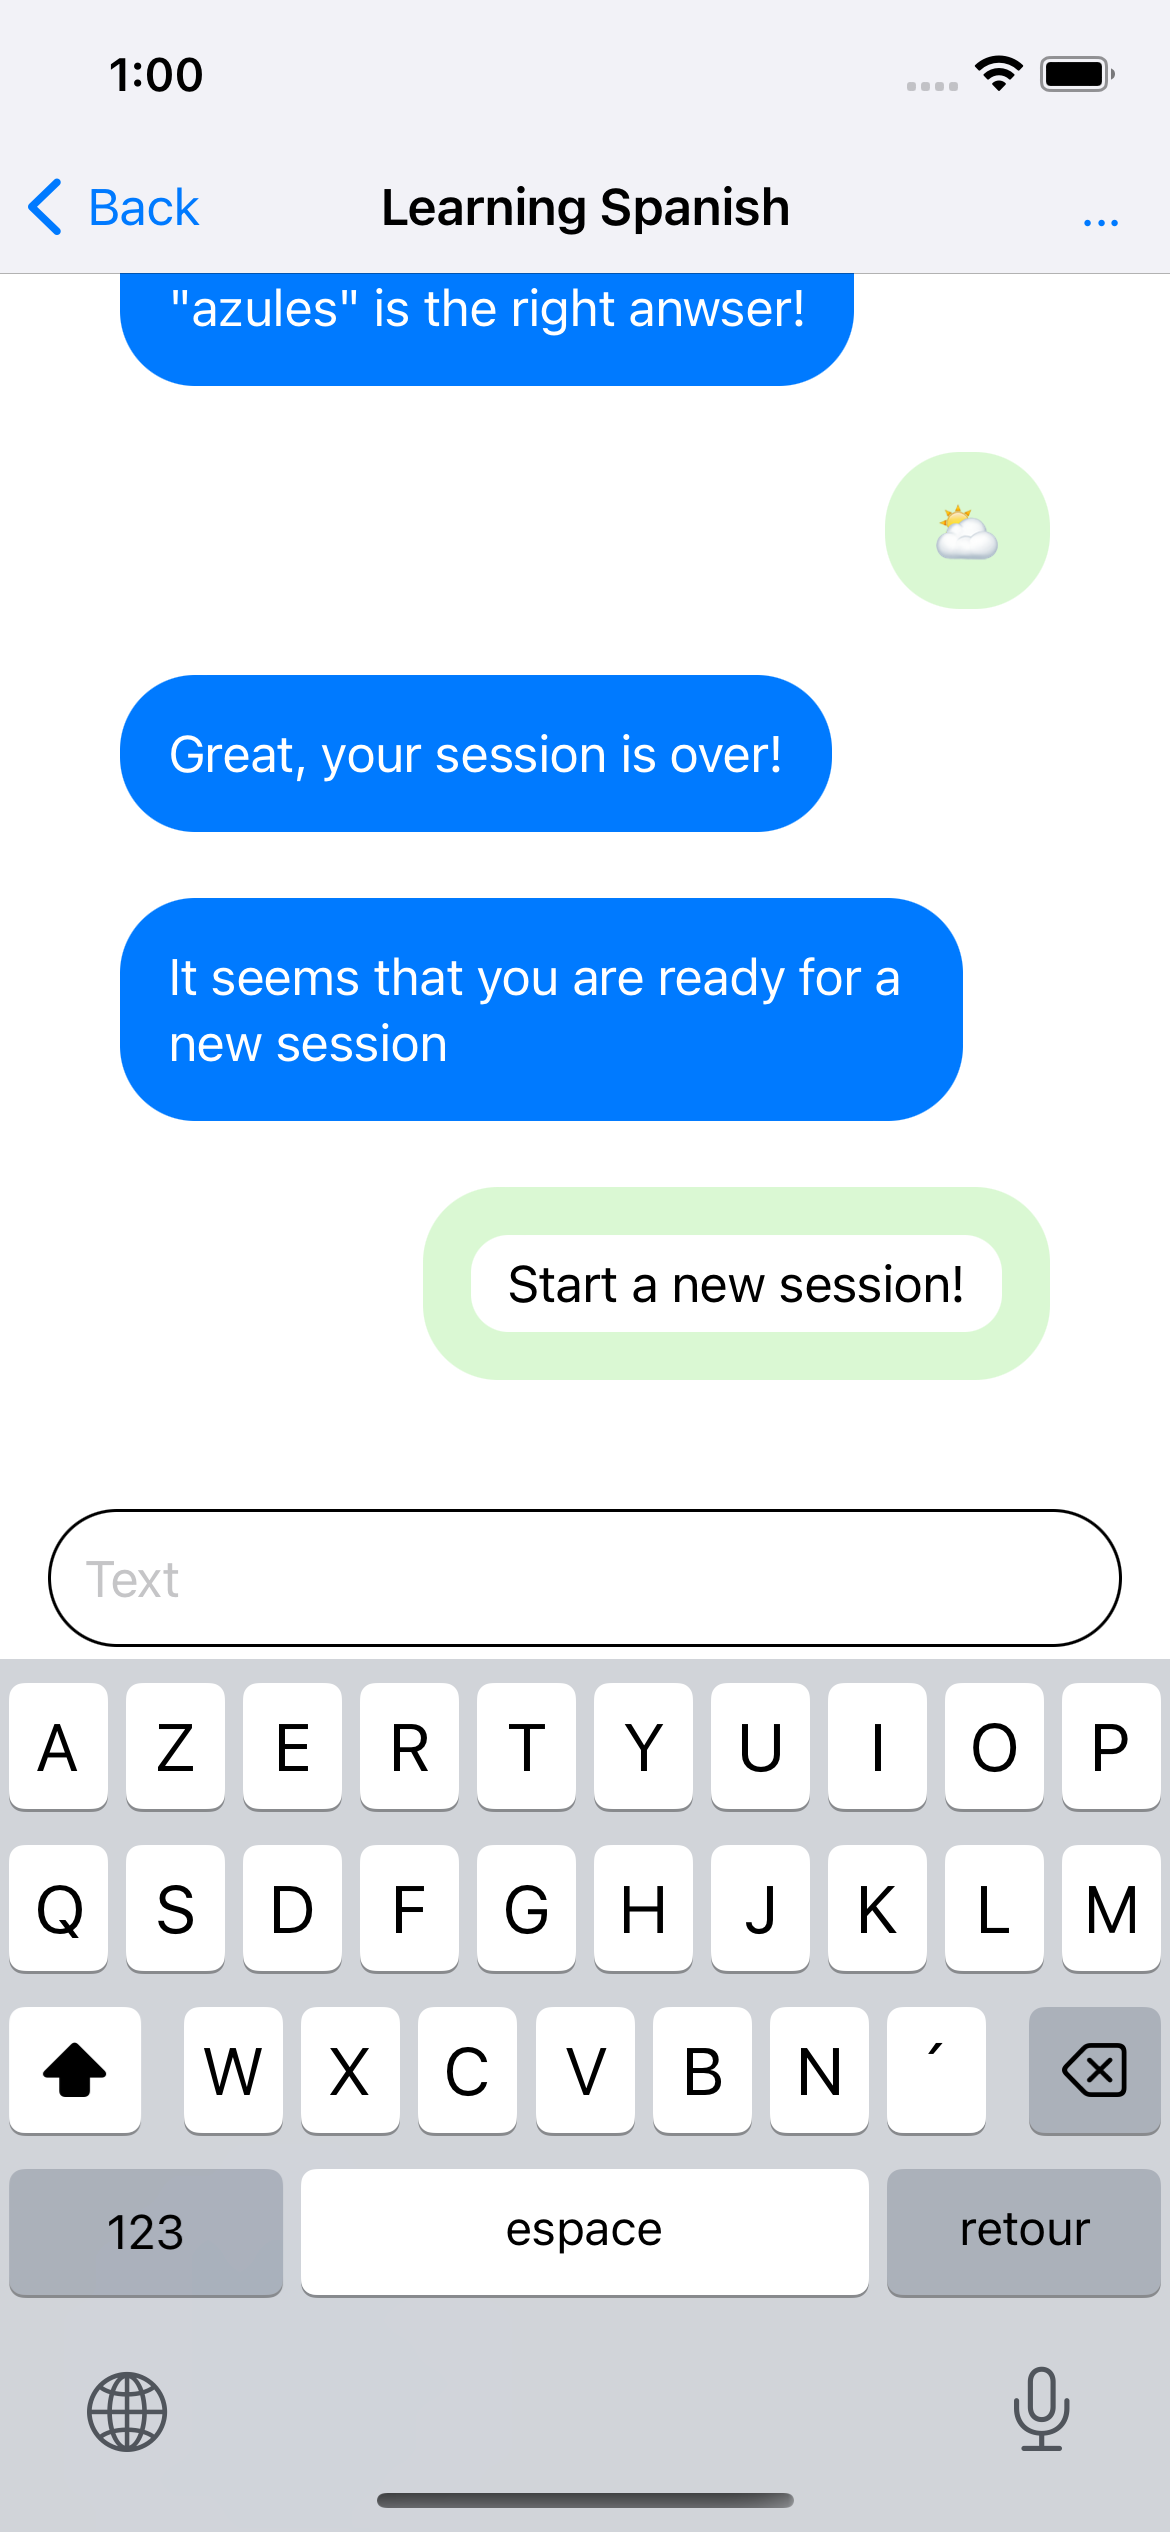 1:00
Back
Learning Spanish
...
"azules" is the right anwser!
Great, your session is over!
It seems that you are ready for a
new session
Start a new session!
Text
A Z E R T Y U I O P
Q S D F G H J K L M
W X C V B N ´
123 espace retour